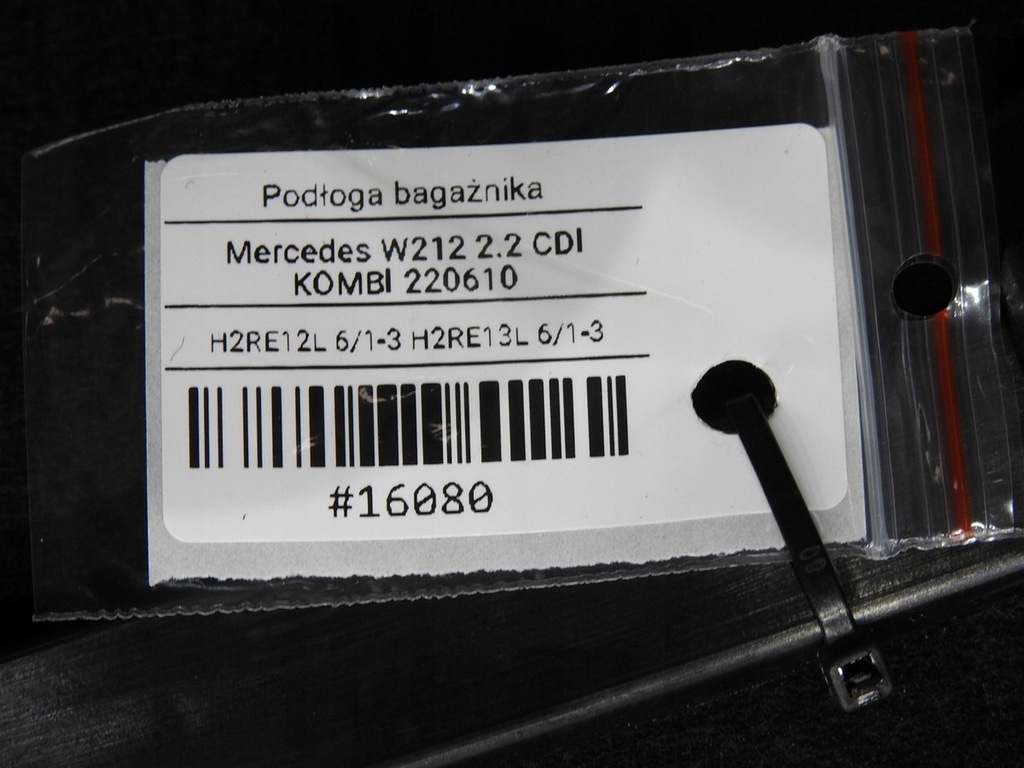 Podłoga bagażnika
Mercedes W212 2.2 CDI
KOMBI 220610
H2RE12L 6/1-3 H2RE13L 6/1-3
#16080